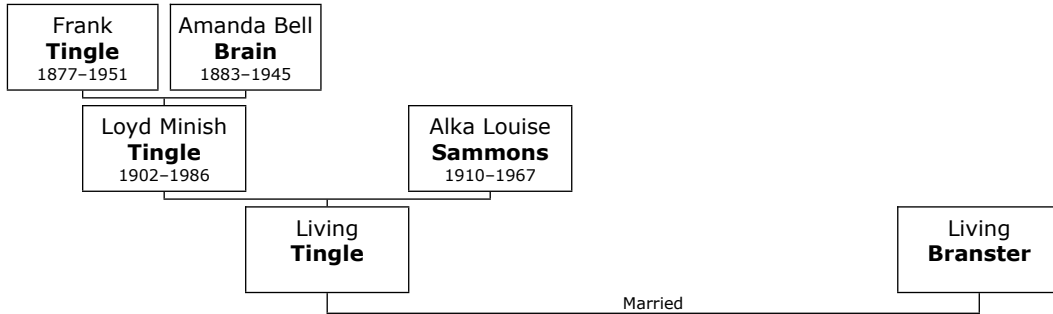 Frank
Tingle
1877–1951
Amanda Bell
Brain
1883–1945
Loyd Minish
Tingle
1902–1986
Alka Louise
Sammons
1910–1967
Living
Tingle
Living
Branster
Married